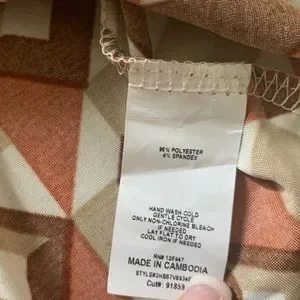 96% POLYESTER
4% SPANDEX
HAND WASH COLD
GENTLE CYCLE
ONLY NON-CHLORINE BLEACH
IF NEEDED
LAY FLAT TO DRY
COOL IRON IF NEEDED
RN# 128947
MADE IN CAMBODIA
Cut#: 91859